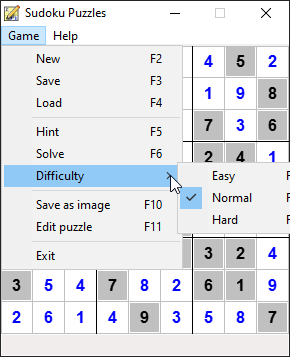 Sudoku Puzzles
Game Help
New F2
Save F3
Load F4
Hint F5
Solve F6
Difficulty
Save as image F10
Edit puzzle F11
Exit
Easy
Normal
Hard
4 5 2
1 9 8
7 3 6
2 4 1
3 2 4
3 5 4 7 8 2 6 1 9
2 6 1 4 9 3 5 8 7